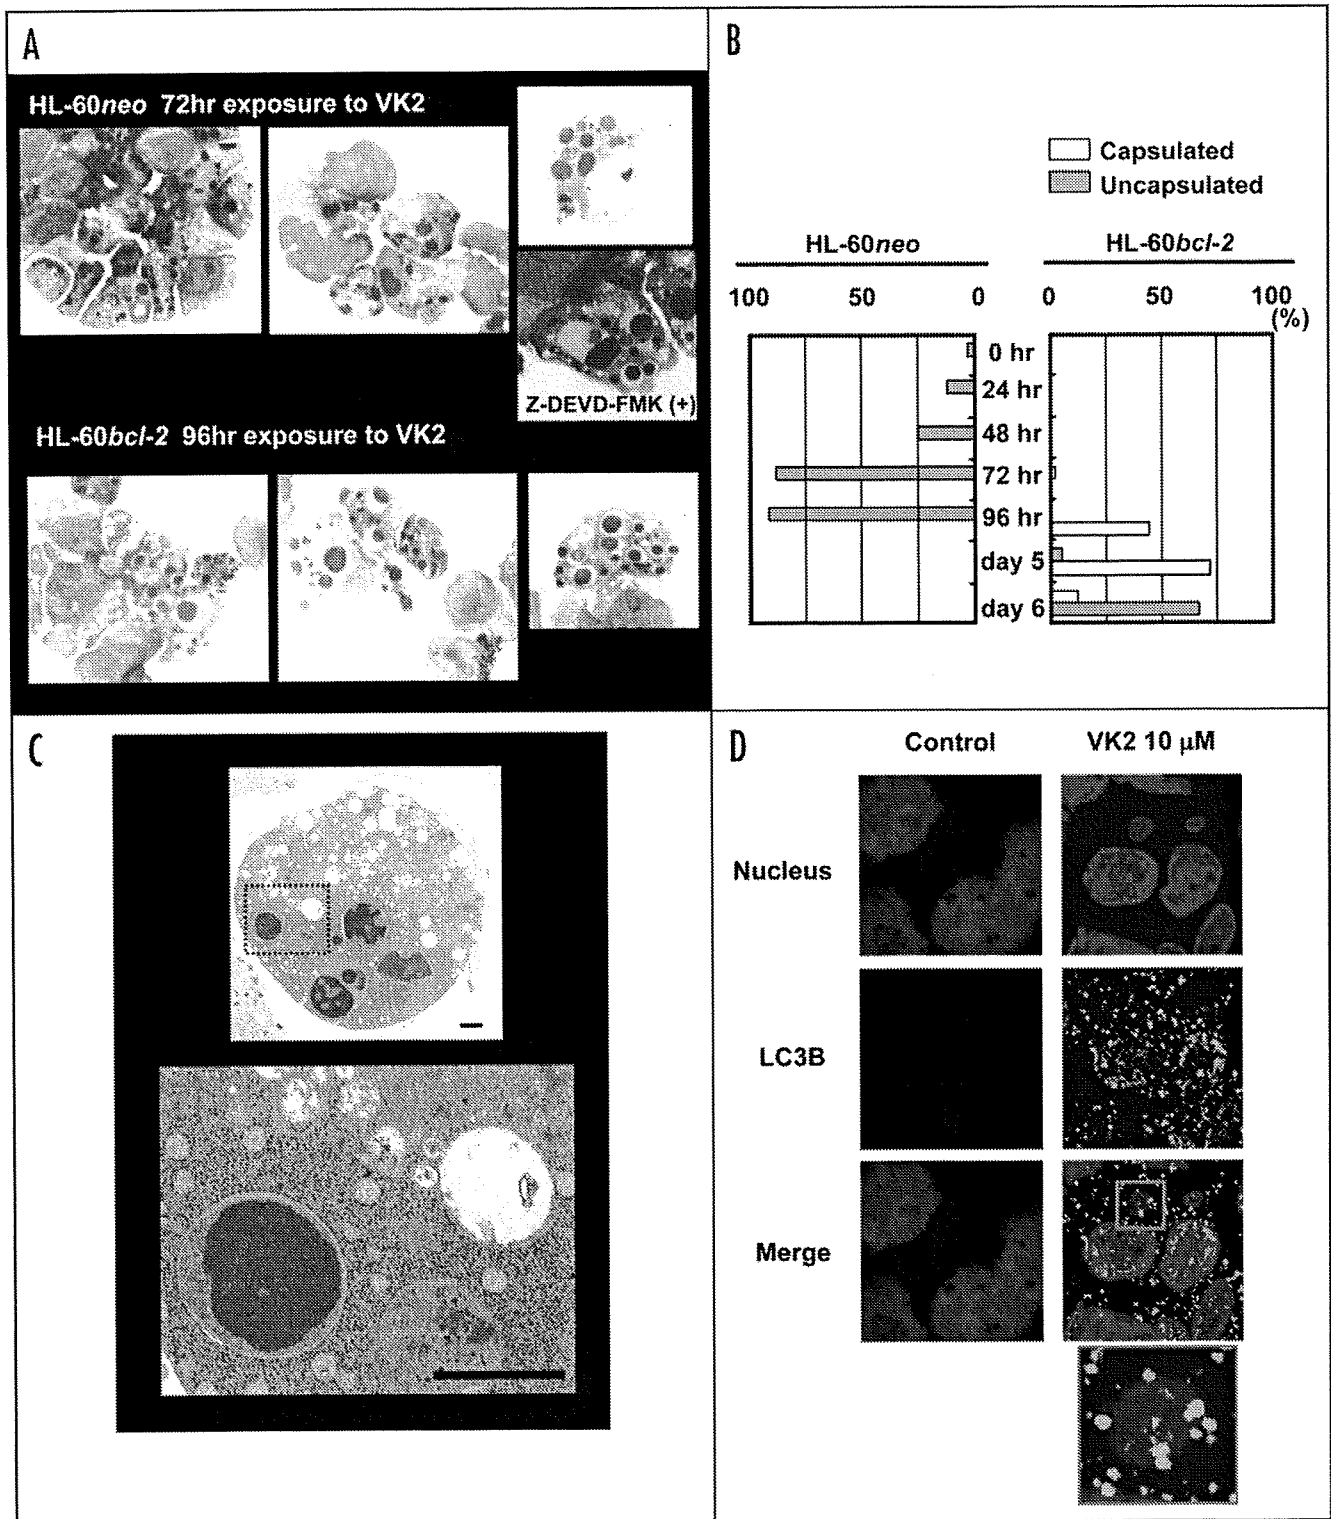 A
HL-60neo 72hr exposure to VK2
Z-DEVD-FMK (+)
HL-60bcl-2 96hr exposure to VK2
B
Capsulated
Uncapsulated
HL-60neo
HL-60bcl-2
100 50 0
0 50 100
(%)
0 hr
24 hr
48 hr
72 hr
96 hr
day 5
day 6
C
D
Control
VK2 10 μM
Nucleus
LC3B
Merge